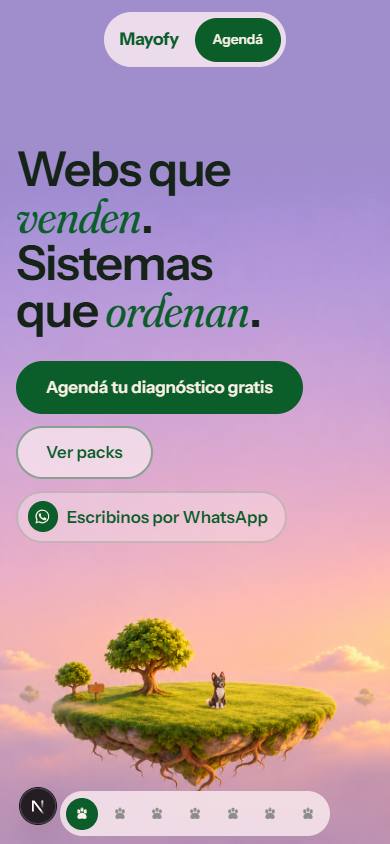 Mayofy
Agendá
Webs que
venden.
Sistemas
que ordenan.
Agendá tu diagnóstico gratis
Ver packs
Escribinos por WhatsApp
N